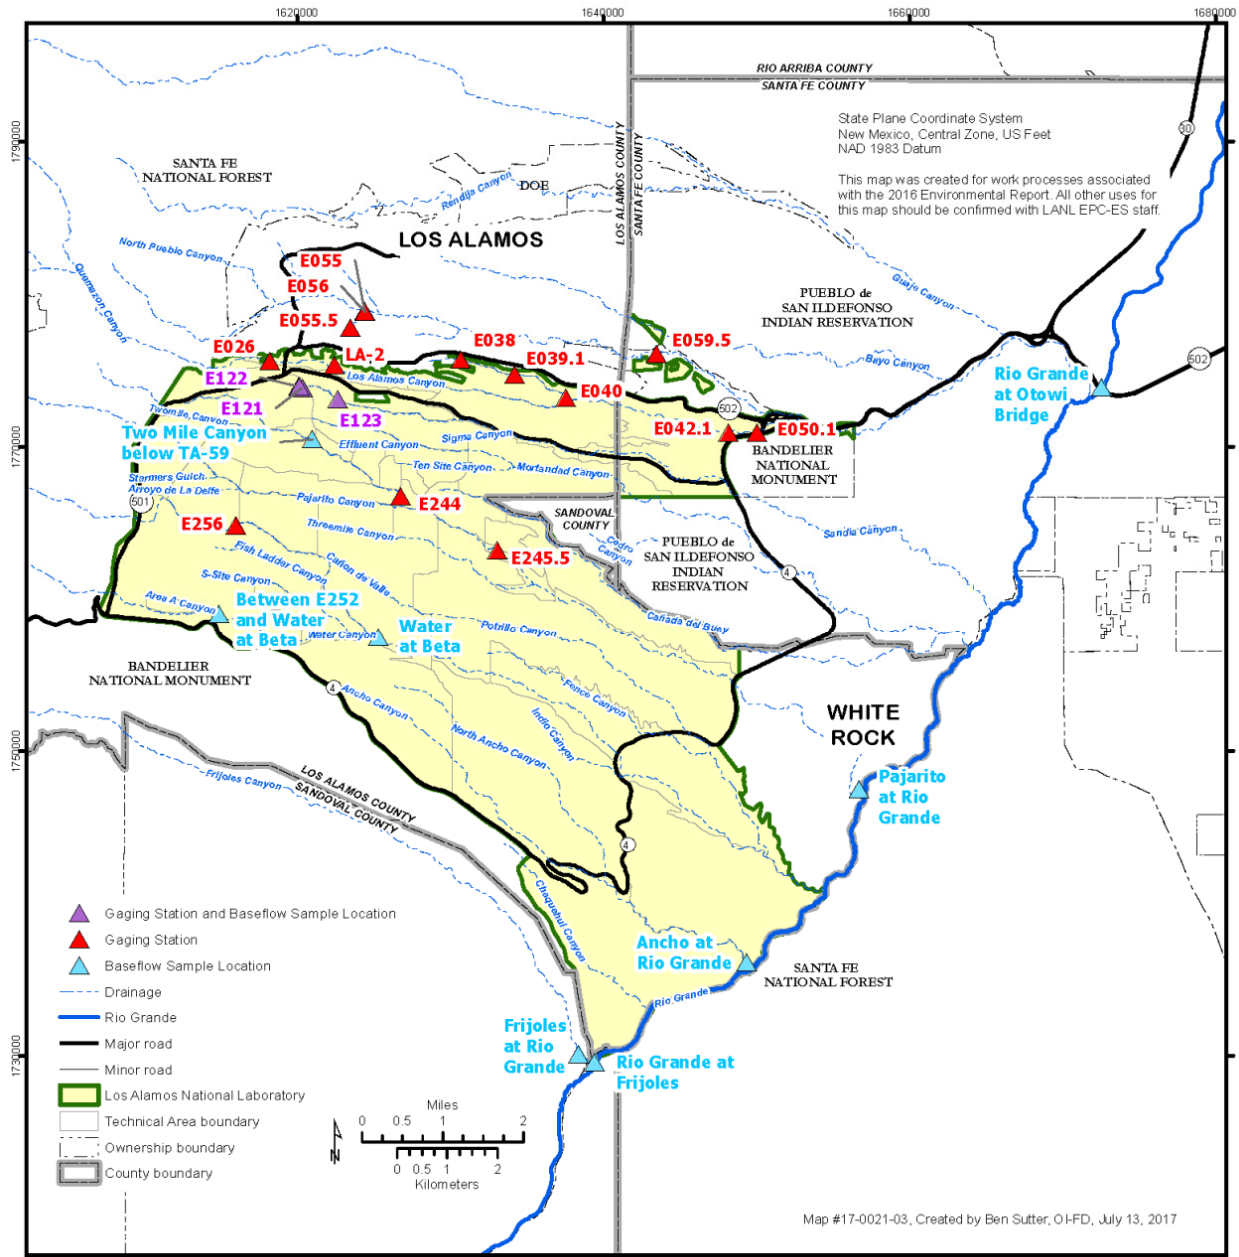 1620000
1640000
1660000
1680000
1790000
1770000
1750000
1730000
RIO ARRIBA COUNTY
SANTA FE COUNTY
LOS ALAMOS COUNTY
SANTA FE COUNTY
State Plane Coordinate System
New Mexico, Central Zone, US Feet
NAD 1983 Datum
This map was created for work processes associated
with the 2016 Environmental Report. All other uses for
this map should be confirmed with LANL EPC-ES staff.
30
SANTA FE
NATIONAL FOREST
DOE
Rendija Canyon
LOS ALAMOS
North Pueblo Canyon
Quemazon Canyon
E055
E056
E055.5
Guaje Canyon
PUEBLO de
SAN ILDEFONSO
INDIAN RESERVATION
E026
LA-2
E038
E039.1
E059.5
Bayo Canyon
502
E122
Los Alamos Canyon
E040
Rio Grande
at Otowi
Bridge
E121
E123
502
Twomile Canyon
Two Mile Canyon
below TA-59
Effluent Canyon
Sigma Canyon
E042.1
E050.1
BANDELIER
NATIONAL
MONUMENT
Ten Site Canyon
Mortandad Canyon
Starmers Gulch
Arroyo de La Delfe
501
Pajarito Canyon
E244
SANDOVAL
COUNTY
Sandia Canyon
E256
Threemile Canyon
Cedro
Canyon
PUEBLO de
SAN ILDEFONSO
INDIAN
RESERVATION
E245.5
Fish Ladder Canyon
Cañon de Valle
4
S-Site Canyon
Area A Canyon
Between E252
and Water
at Beta
Water Canyon
Water
at Beta
Potrillo Canyon
Cañada del Buey
BANDELIER
NATIONAL MONUMENT
4
Ancho Canyon
Fence Canyon
Indio Canyon
North Ancho Canyon
WHITE
ROCK
Frijoles Canyon
LOS ALAMOS COUNTY
SANDOVAL COUNTY
Pajarito
at Rio
Grande
4
Chaquehui Canyon
Ancho at
Rio Grande
SANTA FE
NATIONAL FOREST
Rio Grande
Frijoles
at Rio
Grande
Rio Grande at
Frijoles
Gaging Station and Baseflow Sample Location
Gaging Station
Baseflow Sample Location
Drainage
Rio Grande
Major road
Minor road
Los Alamos National Laboratory
Technical Area boundary
Ownership boundary
County boundary
N
Miles
0 0.5 1 2
0 0.5 1 2
Kilometers
Map #17-0021-03, Created by Ben Sutter, OI-FD, July 13, 2017